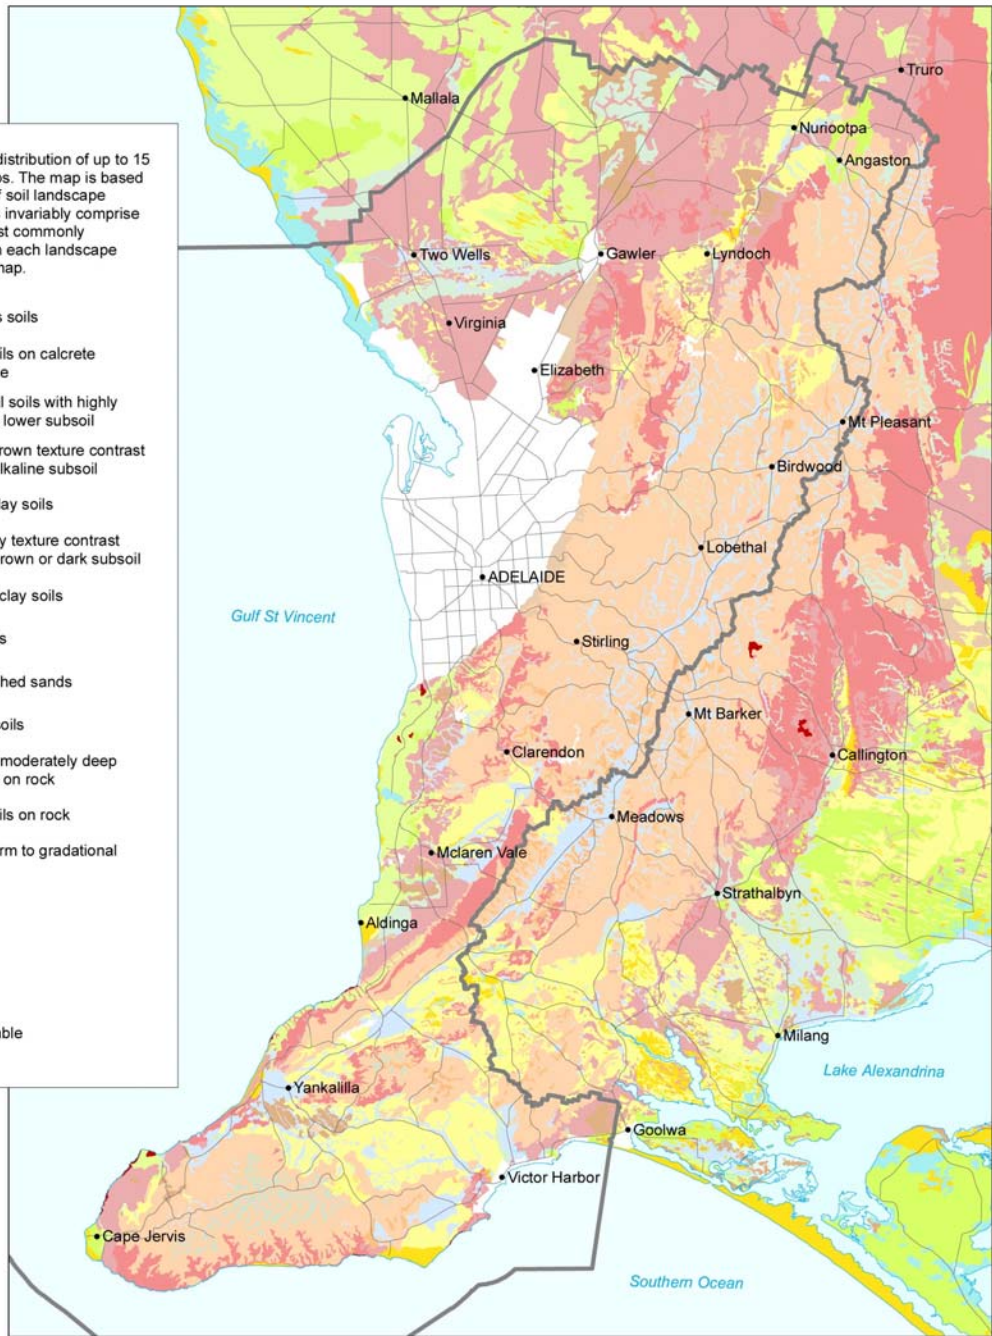 distribution of up to 15
os. The map is based
f soil landscape
s invariably comprise
st commonly
n each landscape
map.
s soils
ils on calcrete
e
l soils with highly
lower subsoil
rown texture contrast
lkaline subsoil
lay soils
y texture contrast
rown or dark subsoil
clay soils
s
hed sands
soils
moderately deep
on rock
ils on rock
rm to gradational
ble
Truro
Mallala
Nuriootpa
Angaston
Two Wells
Gawler
Lyndoch
Virginia
Elizabeth
Mt Pleasant
Birdwood
Lobethal
ADELAIDE
Gulf St Vincent
Stirling
Mt Barker
Clarendon
Callington
Meadows
Mclaren Vale
Strathalbyn
Aldinga
Milang
Lake Alexandrina
Yankalilla
Goolwa
Victor Harbor
Cape Jervis
Southern Ocean